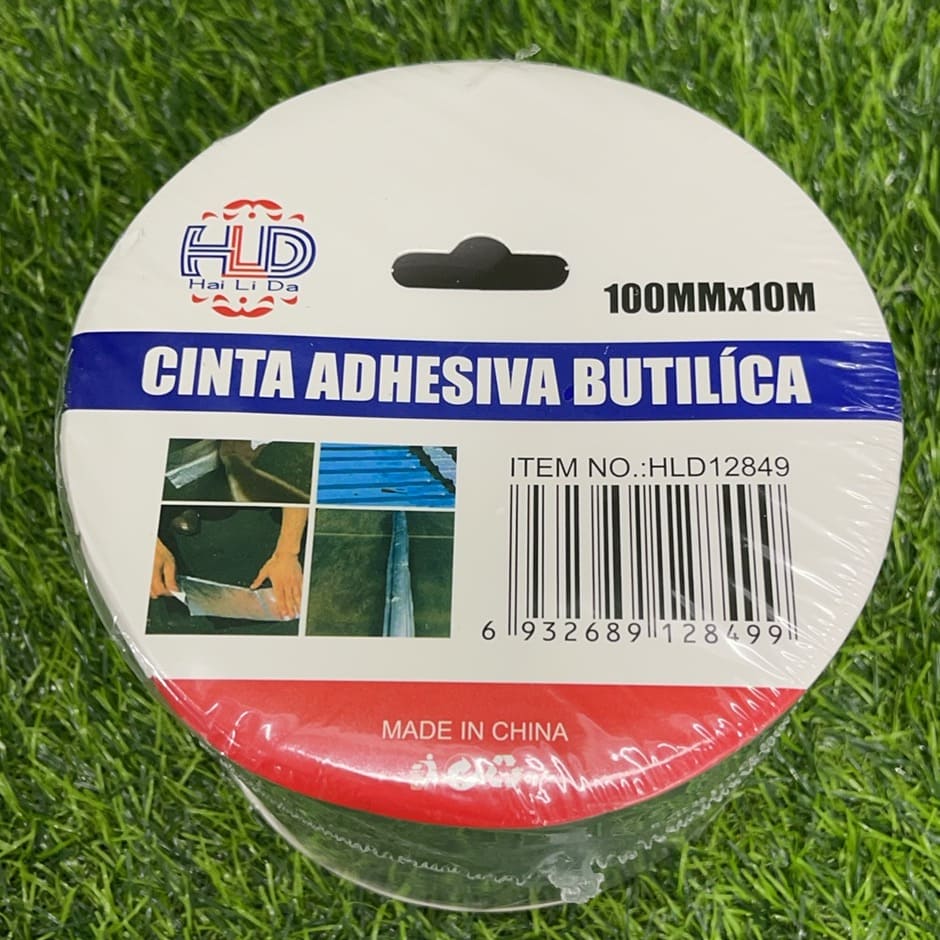 HLD
Hai Li Da
100MMx10M
CINTA ADHESIVA BUTILÍCA
ITEM NO.:HLD12849
6 932689 128499
MADE IN CHINA